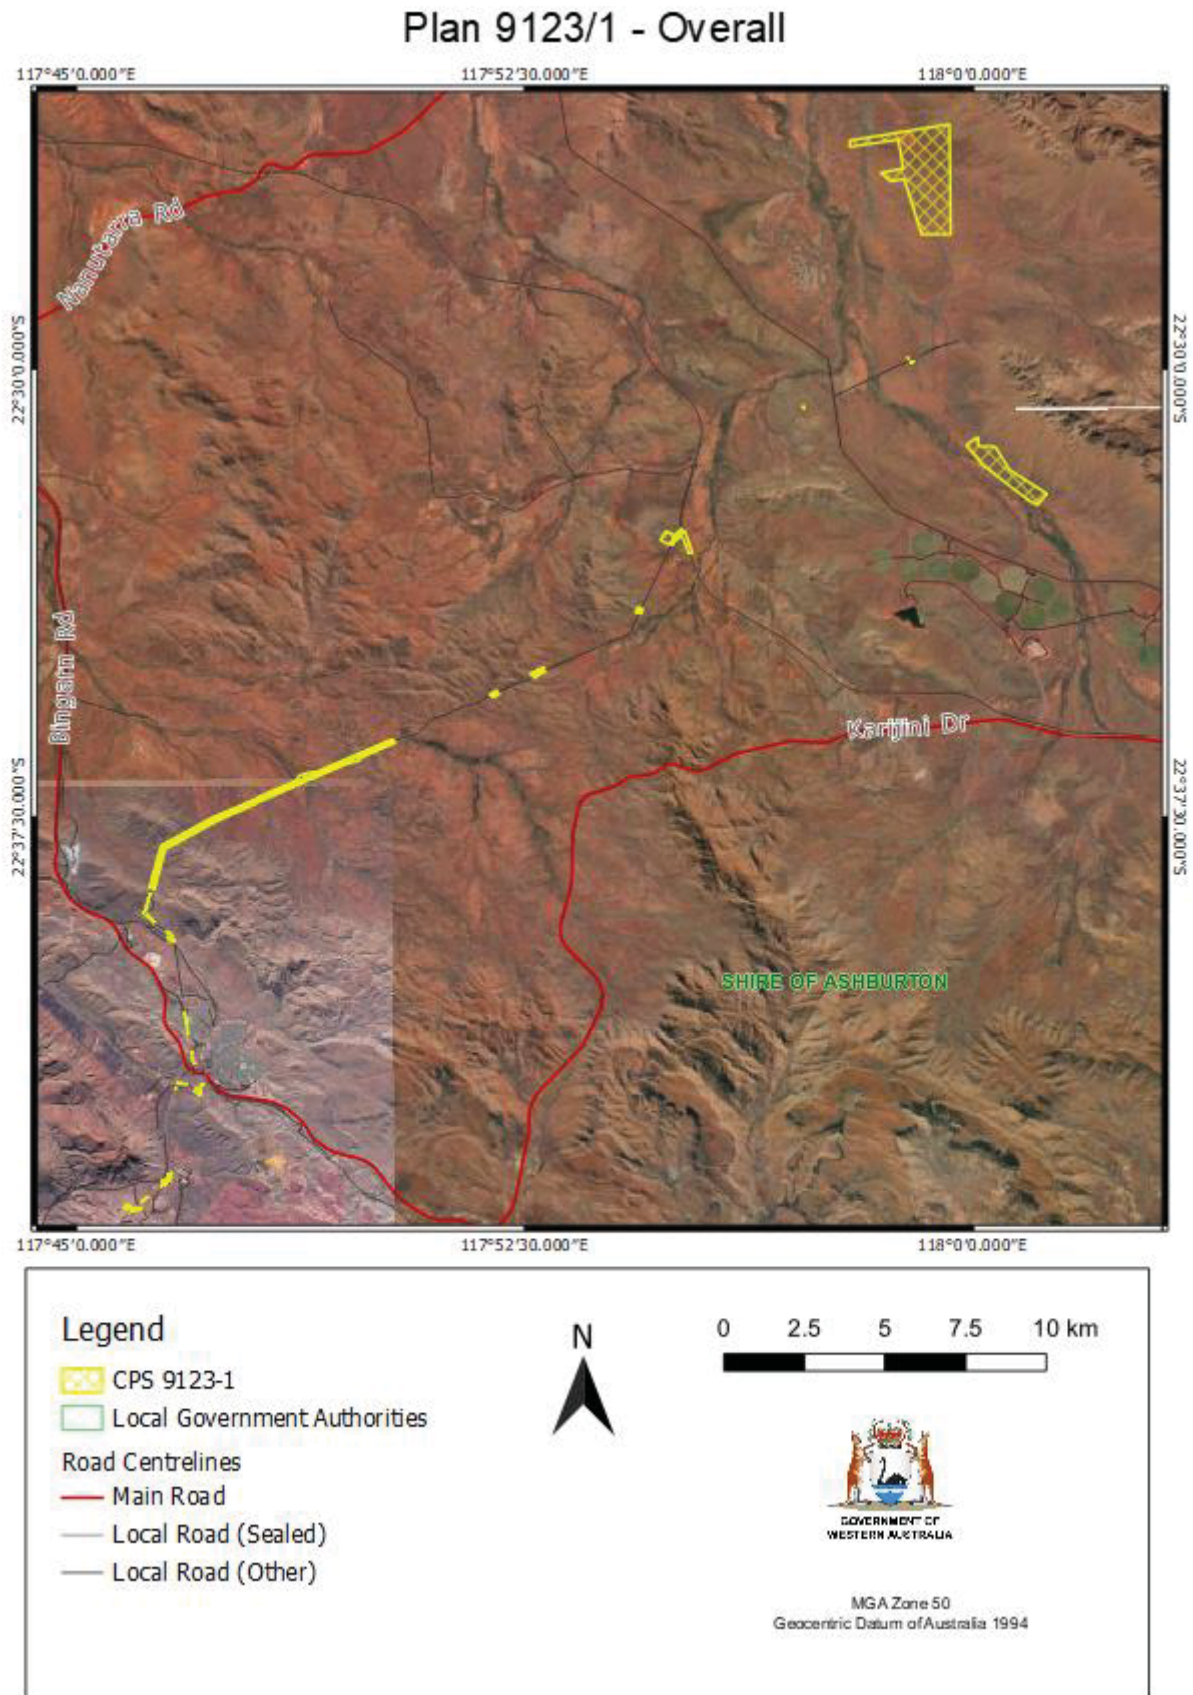 Plan 9123/1 - Overall
117°45'0.000"E 117°52'30.000"E 118°0'0.000"E
Nanutarra Rd
22°30'0.000"S
22°30'0.000"S
Bingarn Rd
Karijini Dr
22°37'30.000"S
22°37'30.000"S
SHIRE OF ASHBURTON
117°45'0.000"E 117°52'30.000"E 118°0'0.000"E
Legend
CPS 9123-1
Local Government Authorities
Road Centrelines
Main Road
Local Road (Sealed)
Local Road (Other)
N
0 2.5 5 7.5 10 km
GOVERNMENT OF
WESTERN AUSTRALIA
MGA Zone 50
Geocentric Datum of Australia 1994